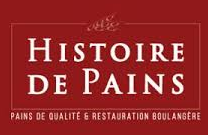 HISTOIRE
DE PAINS
PAINS DE QUALITÉ & RESTAURATION BOULANGÈRE